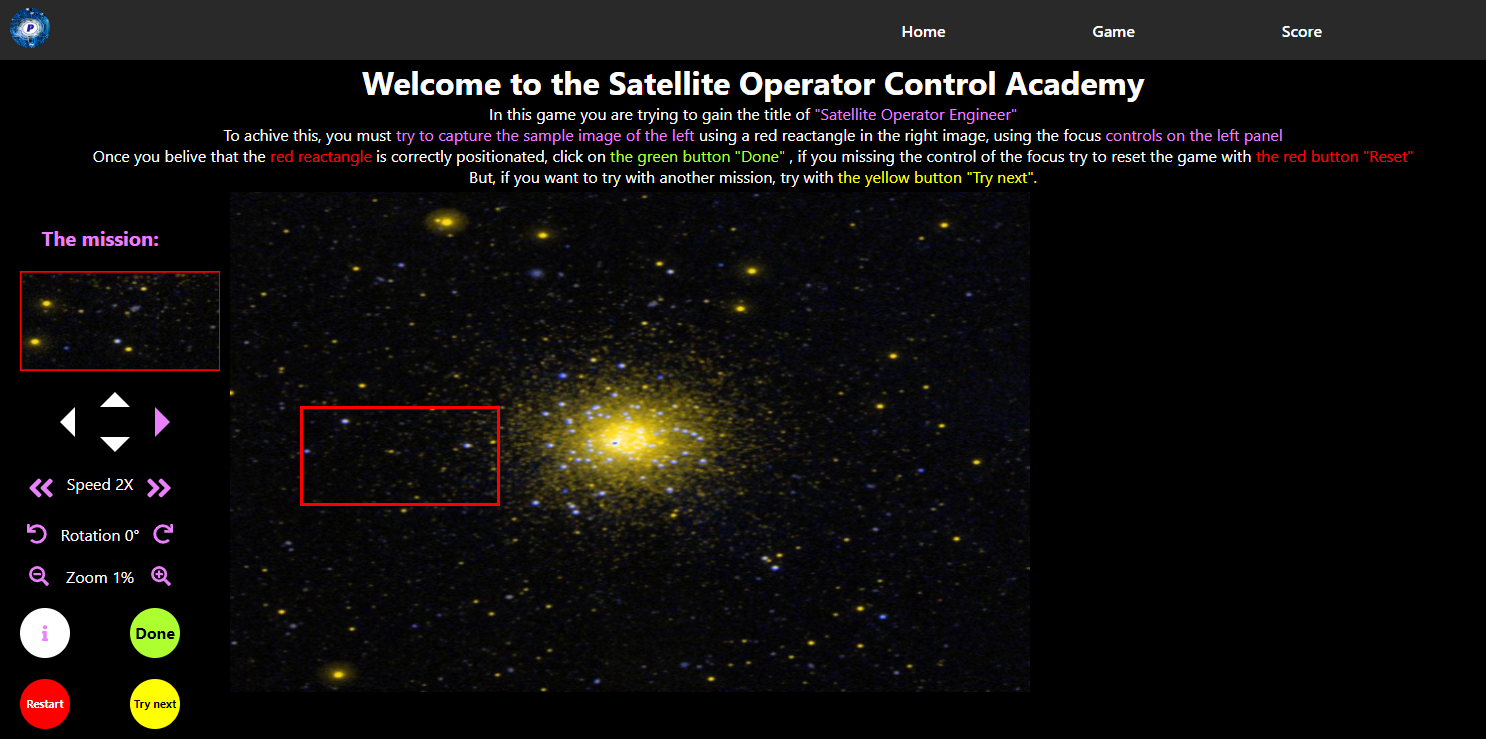 P
Home
Game
Score
Welcome to the Satellite Operator Control Academy
In this game you are trying to gain the title of "Satellite Operator Engineer"
To achive this, you must try to capture the sample image of the left using a red reactangle in the right image, using the focus controls on the left panel
Once you belive that the red reactangle is correctly positionated, click on the green button "Done" , if you missing the control of the focus try to reset the game with the red button "Reset"
But, if you want to try with another mission, try with the yellow button "Try next".
The mission:
Speed 2X
Rotation 0°
Zoom 1%
i
Done
Restart
Try next